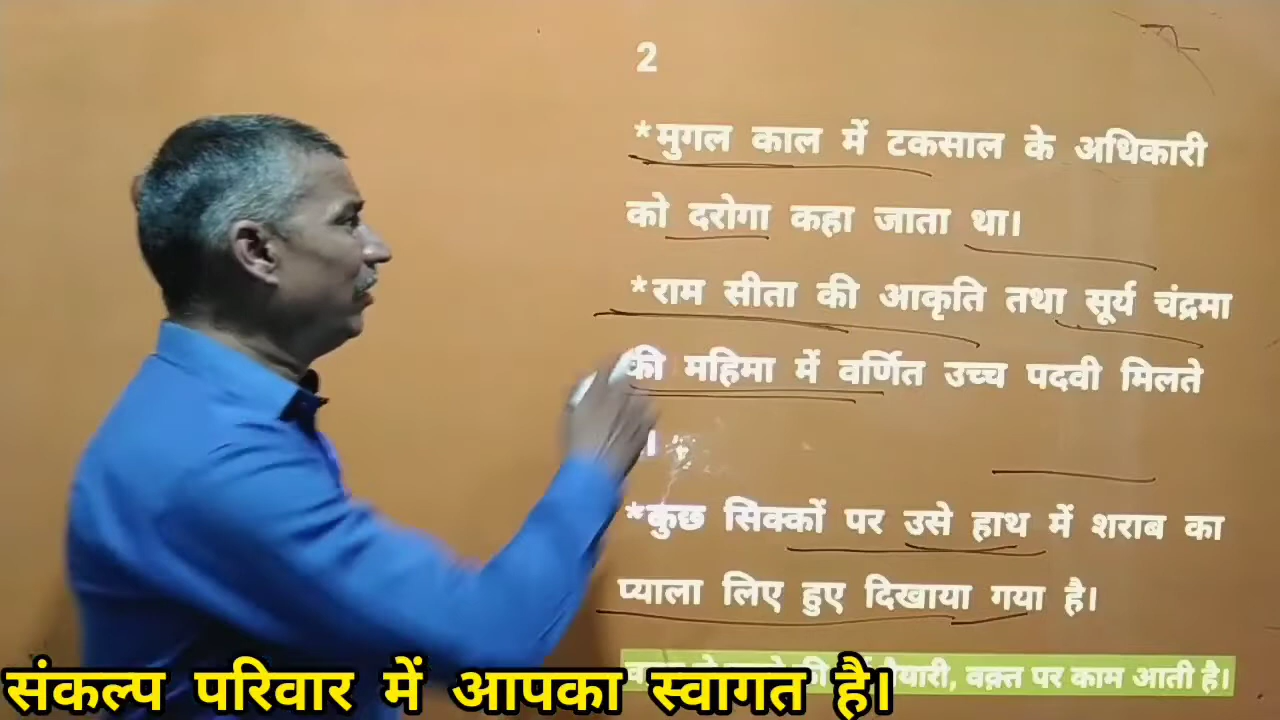 2
*मुगल काल में टकसाल के अधिकारी
को दरोगा कहा जाता था।
*राम सीता की आकृति तथा सूर्य चंद्रमा
की महिमा में वर्णित उच्च पदवी मिलते
।
*कुछ सिक्कों पर उसे हाथ में शराब का
प्याला लिए हुए दिखाया गया है।
वक़्त पर काम आती है।
संकल्प परिवार में आपका स्वागत है।